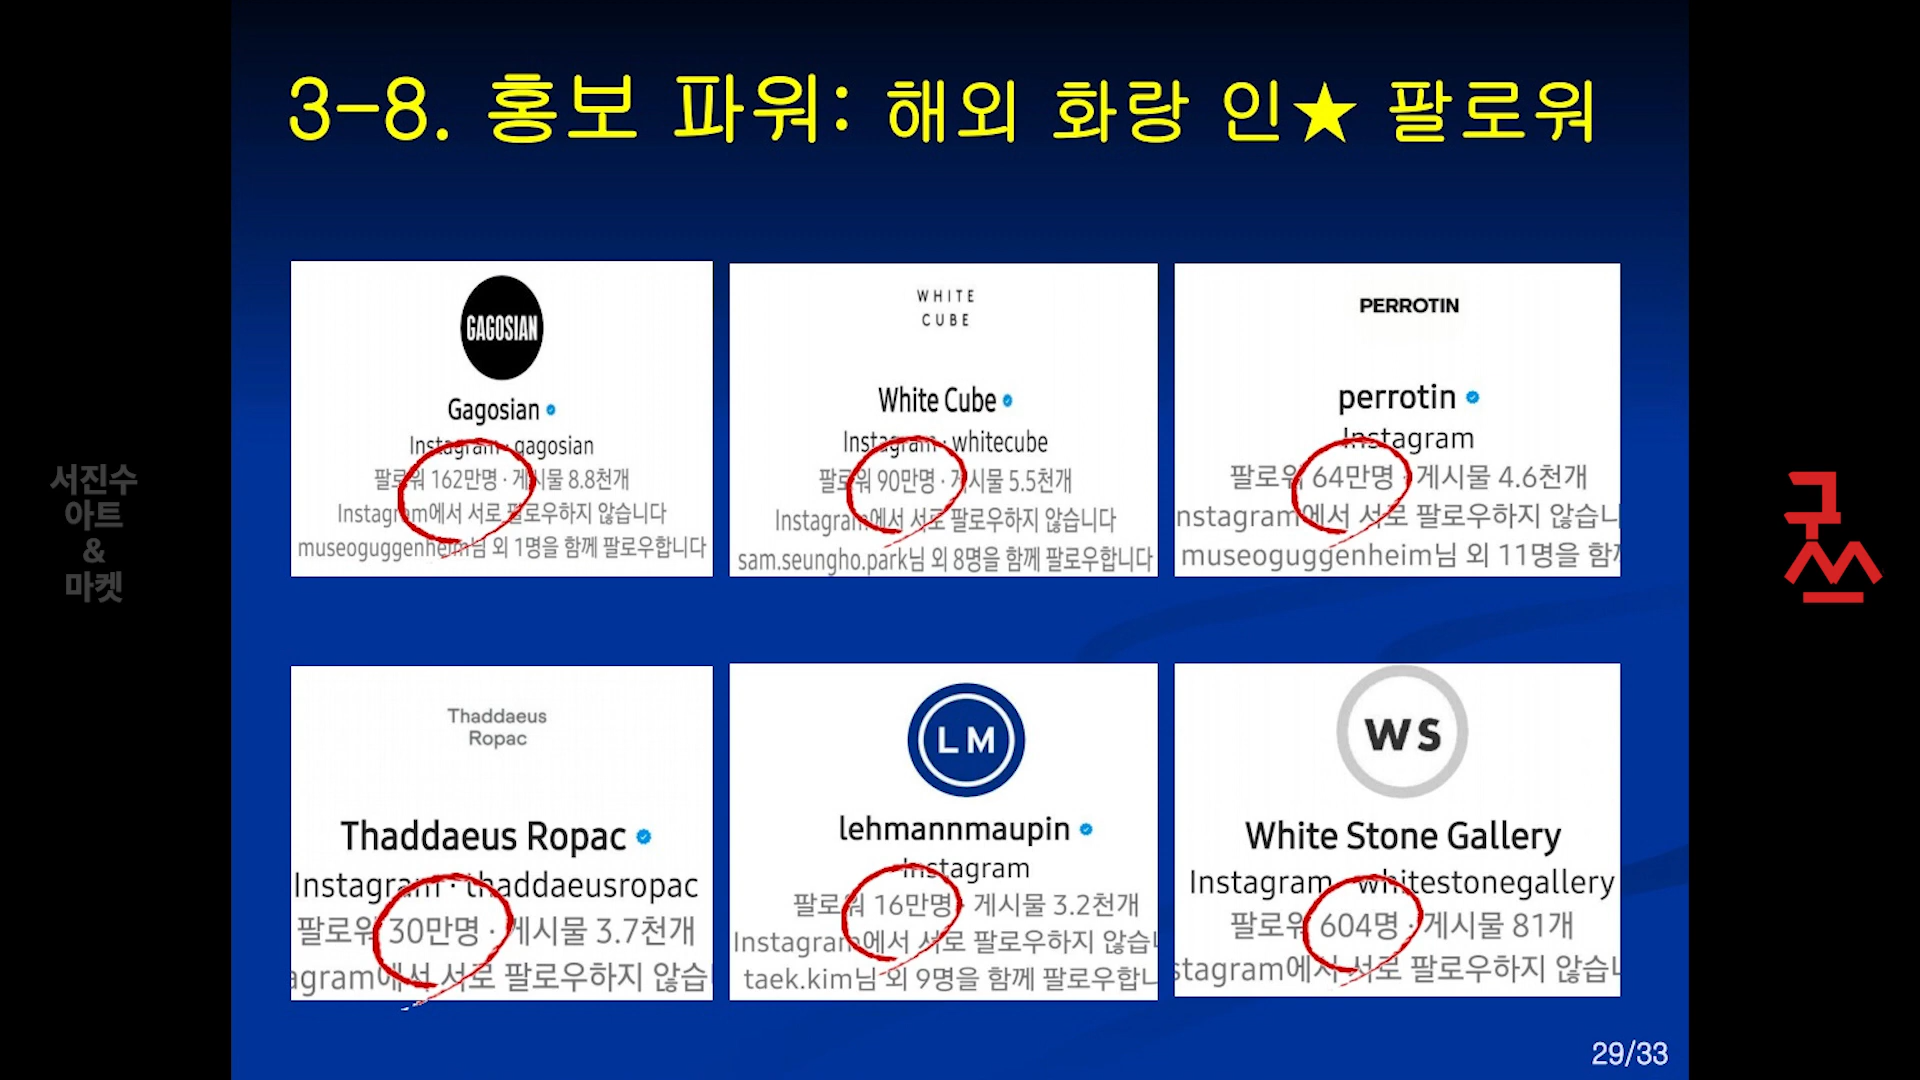 3-8. 홍보 파워: 해외 화랑 인★ 팔로워
서진수
아트
&
마켓
GAGOSIAN
Gagosian
Instagram · gagosian
팔로워 162만명 · 게시물 8.8천개
Instagram에서 서로 팔로우하지 않습니다
museoguggenheim님 외 1명을 함께 팔로우합니다
WHITE
CUBE
White Cube
Instagram · whitecube
팔로워 90만명 · 게시물 5.5천개
Instagram에서 서로 팔로우하지 않습니다
sam.seungho.park님 외 8명을 함께 팔로우합니다
PERROTIN
perrotin
Instagram
팔로워 64만명 · 게시물 4.6천개
nstagram에서 서로 팔로우하지 않습니
museoguggenheim님 외 11명을 함께
구쓰
Thaddaeus
Ropac
Thaddaeus Ropac
Instagram · thaddaeusropac
팔로워 30만명 · 게시물 3.7천개
agram에서 서로 팔로우하지 않습
LM
lehmannmaupin
Instagram
팔로워 16만명 · 게시물 3.2천개
Instagram에서 서로 팔로우하지 않습니
taek.kim님 외 9명을 함께 팔로우합니
WS
White Stone Gallery
Instagram · whitestonegallery
팔로워 604명 · 게시물 81개
stagram에서 서로 팔로우하지 않습니
29/33